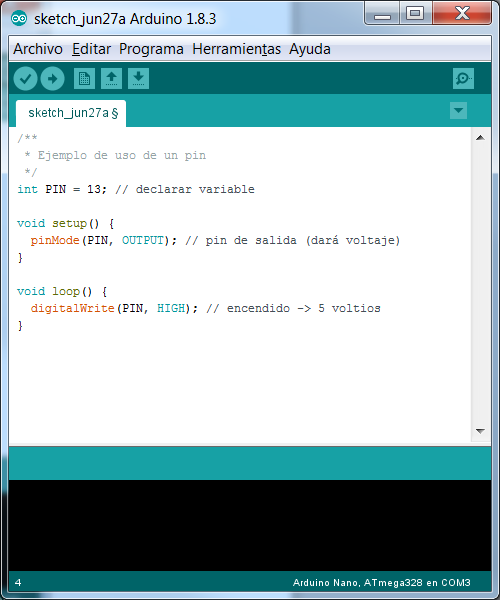 sketch_jun27a Arduino 1.8.3
Archivo Editar Programa Herramientas Ayuda
sketch_jun27a §
/**
 * Ejemplo de uso de un pin
 */
int PIN = 13; // declarar variable

void setup() {
  pinMode(PIN, OUTPUT); // pin de salida (dará voltaje)
}

void loop() {
  digitalWrite(PIN, HIGH); // encendido -> 5 voltios
}
4 Arduino Nano, ATmega328 en COM3